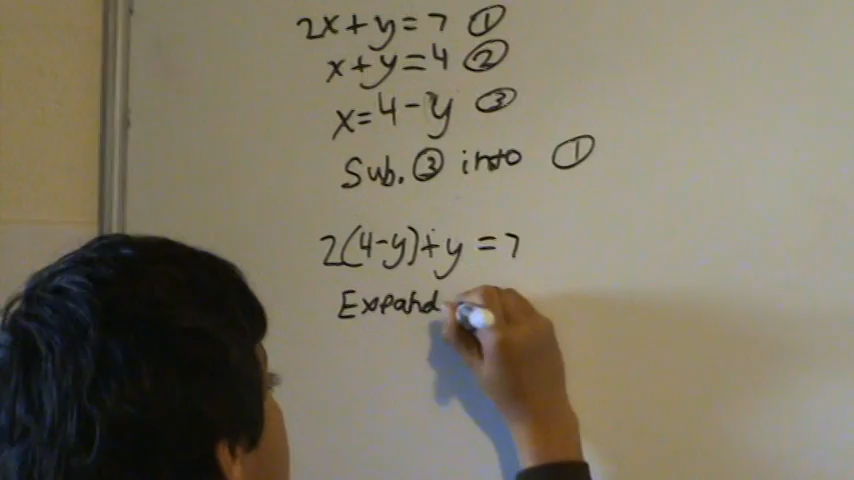 2x+y=7 ①
x+y=4 ②
x=4-y ③
Sub. ③ into ①
2(4-y)+y=7
Expand